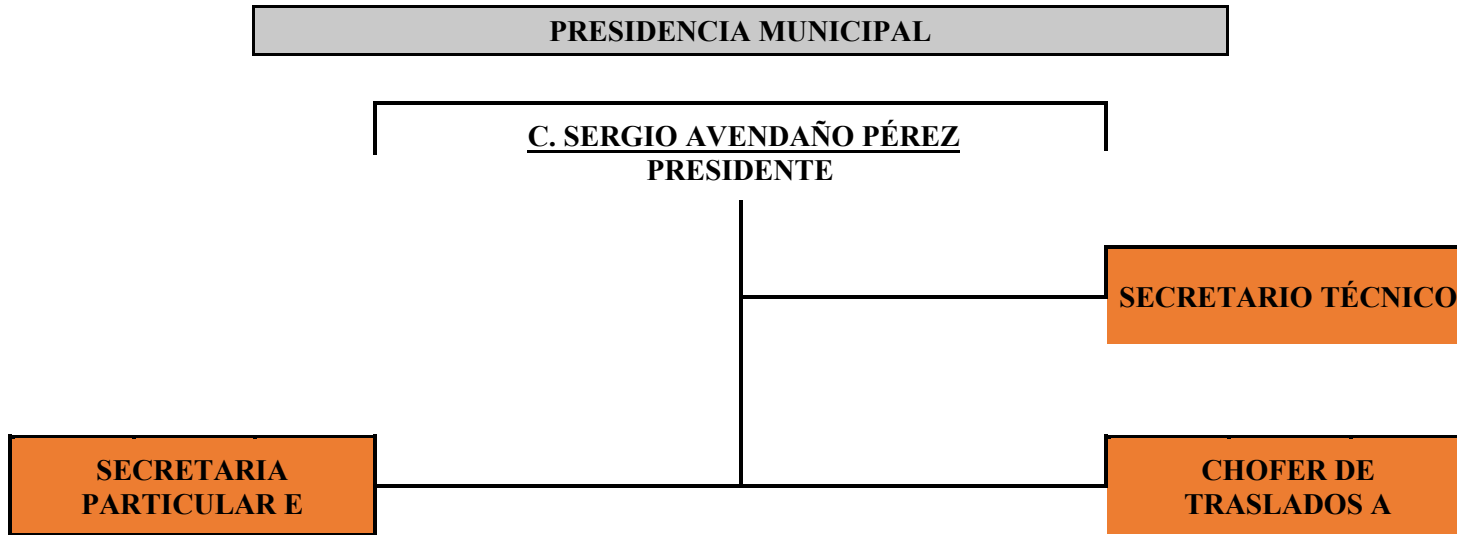 PRESIDENCIA MUNICIPAL
C. SERGIO AVENDAÑO PÉREZ
PRESIDENTE
SECRETARIO TÉCNICO
SECRETARIA
PARTICULAR E
CHOFER DE
TRASLADOS A